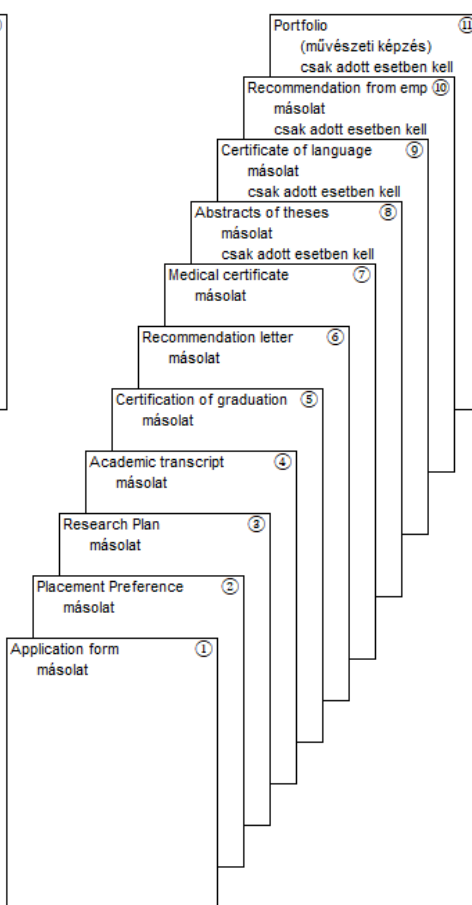 Portfolio ⑪
(művészeti képzés)
csak adott esetben kell
Recommendation from emp ⑩
másolat
csak adott esetben kell
Certificate of language ⑨
másolat
csak adott esetben kell
Abstracts of theses ⑧
másolat
csak adott esetben kell
Medical certificate ⑦
másolat
Recommendation letter ⑥
másolat
Certification of graduation ⑤
másolat
Academic transcript ④
másolat
Research Plan ③
másolat
Placement Preference ②
másolat
Application form ①
másolat